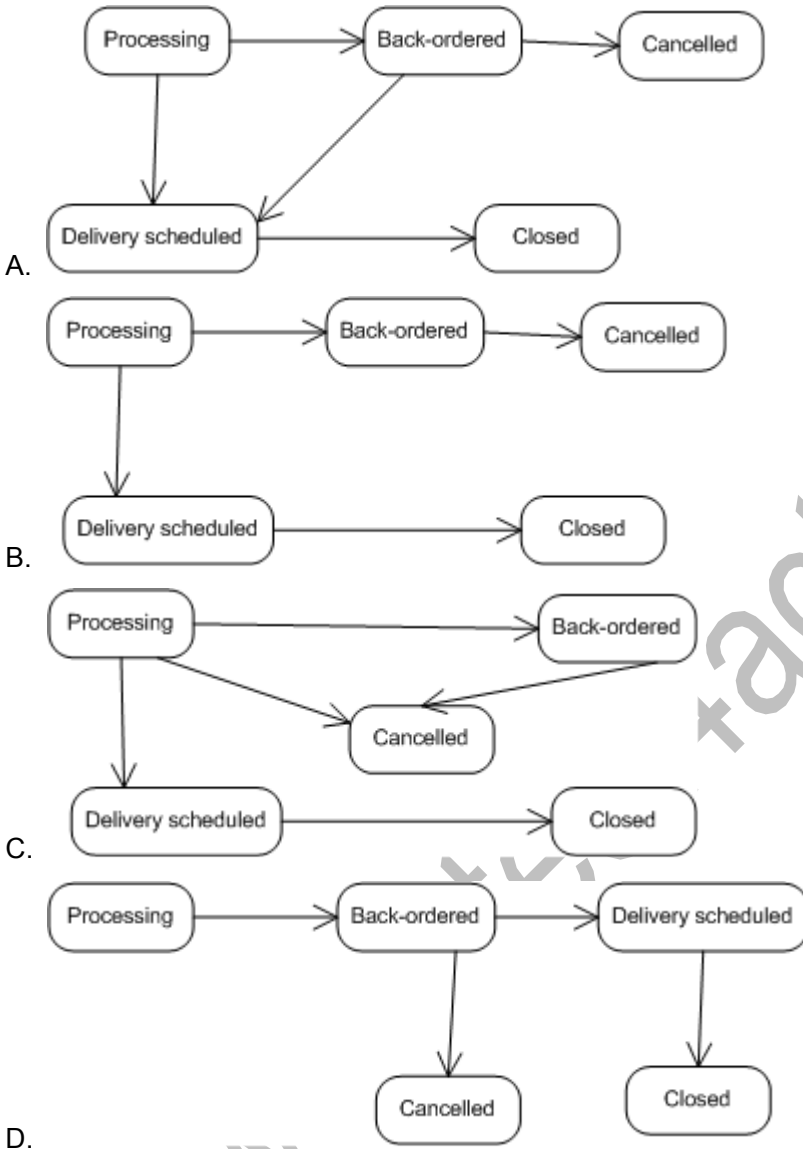 Processing Back-ordered Cancelled
A. Delivery scheduled Closed
Processing Back-ordered Cancelled
B. Delivery scheduled Closed
Processing Back-ordered
Cancelled
C. Delivery scheduled Closed
Processing Back-ordered Delivery scheduled
Cancelled Closed
D.